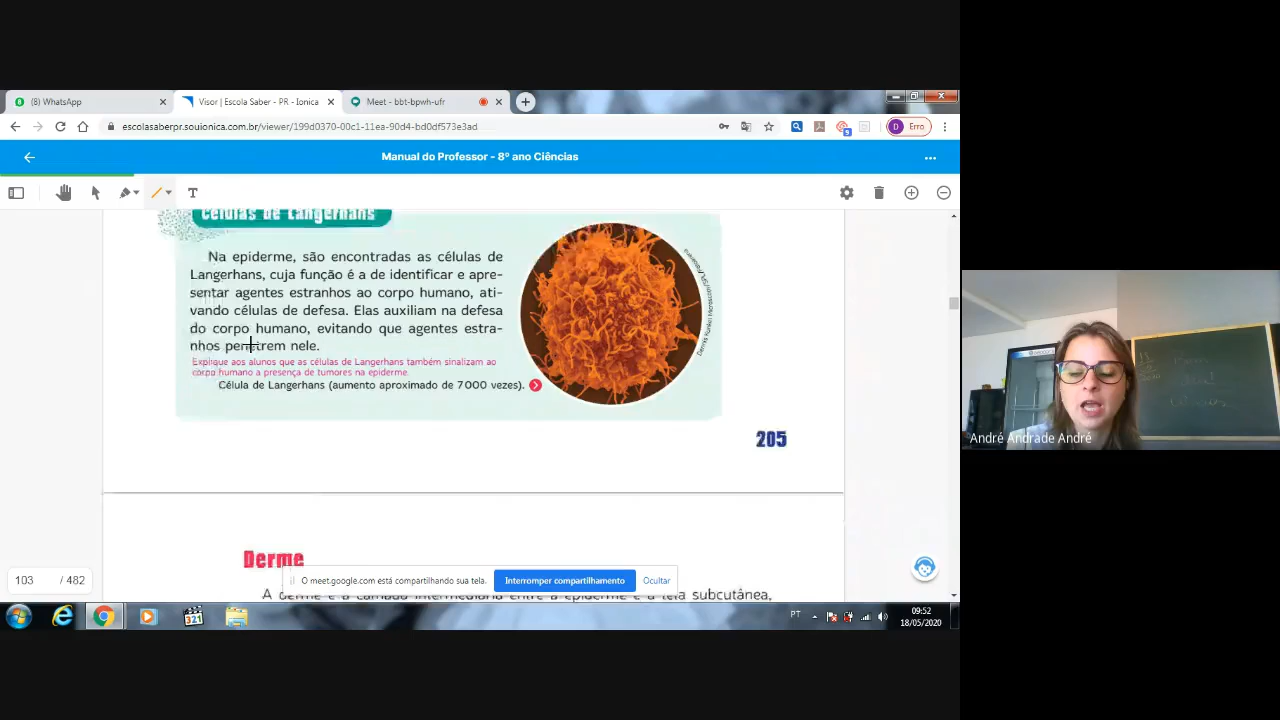 (8) WhatsApp
Visor | Escola Saber - PR - Ionica
Meet - bbt-bpwh-ufr
escolasaberpr.souionica.com.br/viewer/199d0370-00c1-11ea-90d4-bd0df573e3ad
D Erro
Manual do Professor - 8º ano Ciências
T
Células de Langerhans
Na epiderme, são encontradas as células de
Langerhans, cuja função é a de identificar e apre-
sentar agentes estranhos ao corpo humano, ati-
vando células de defesa. Elas auxiliam na defesa
do corpo humano, evitando que agentes estra-
nhos penetrem nele.
Explique aos alunos que as células de Langerhans também sinalizam ao
corpo humano a presença de tumores na epiderme.
Célula de Langerhans (aumento aproximado de 7000 vezes).
Dennis Kunkel Microscopy/SPL/Fotoarena
205
Derme
A derme é a camada intermediária entre a epiderme e a tela subcutânea,
103 / 482
O meet.google.com está compartilhando sua tela.
Interromper compartilhamento
Ocultar
321
PT
09:52
18/05/2020
André Andrade André